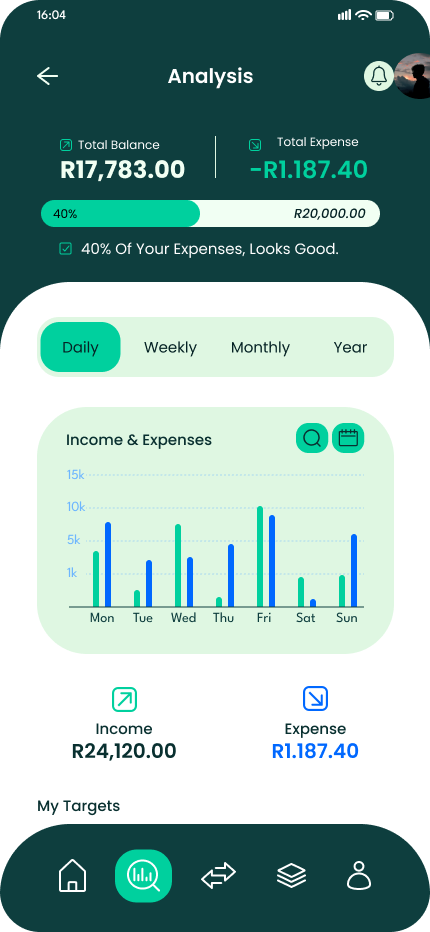 16:04
Analysis
Total Balance
Total Expense
R17,783.00
-R1.187.40
40%
R20,000.00
40% Of Your Expenses, Looks Good.
Daily
Weekly
Monthly
Year
Income & Expenses
15k
10k
5k
1k
Mon Tue Wed Thu Fri Sat Sun
Income
Expense
R24,120.00
R1.187.40
My Targets